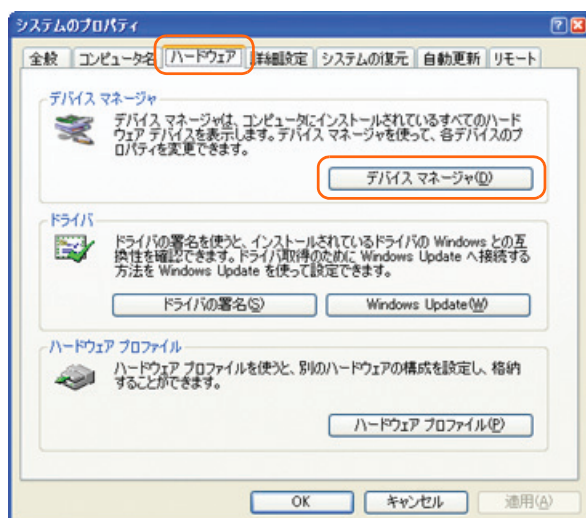 システムのプロパティ
全般 コンピュータ名 ハードウェア 詳細設定 システムの復元 自動更新 リモート
デバイス マネージャ
デバイス マネージャは、コンピュータにインストールされているすべてのハード
ウェア デバイスを表示します。デバイス マネージャを使って、各デバイスのプ
ロパティを変更できます。
デバイス マネージャ(D)
ドライバ
ドライバの署名を使うと、インストールされているドライバの Windows との互
換性を確認できます。ドライバ取得のために Windows Update へ接続する
方法を Windows Update を使って設定できます。
ドライバの署名(S) Windows Update(W)
ハードウェア プロファイル
ハードウェア プロファイルを使うと、別のハードウェアの構成を設定し、格納
することができます。
ハードウェア プロファイル(P)
OK キャンセル 適用(A)